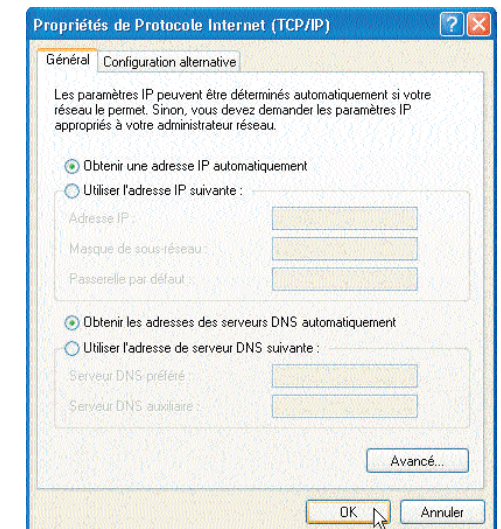 Propriétés de Protocole Internet (TCP/IP)
Général Configuration alternative
Les paramètres IP peuvent être déterminés automatiquement si votre
réseau le permet. Sinon, vous devez demander les paramètres IP
appropriés à votre administrateur réseau.
Obtenir une adresse IP automatiquement
Utiliser l'adresse IP suivante :
Adresse IP :
Masque de sous-réseau :
Passerelle par défaut :
Obtenir les adresses des serveurs DNS automatiquement
Utiliser l'adresse de serveur DNS suivante :
Serveur DNS préféré :
Serveur DNS auxiliaire :
Avancé...
OK Annuler